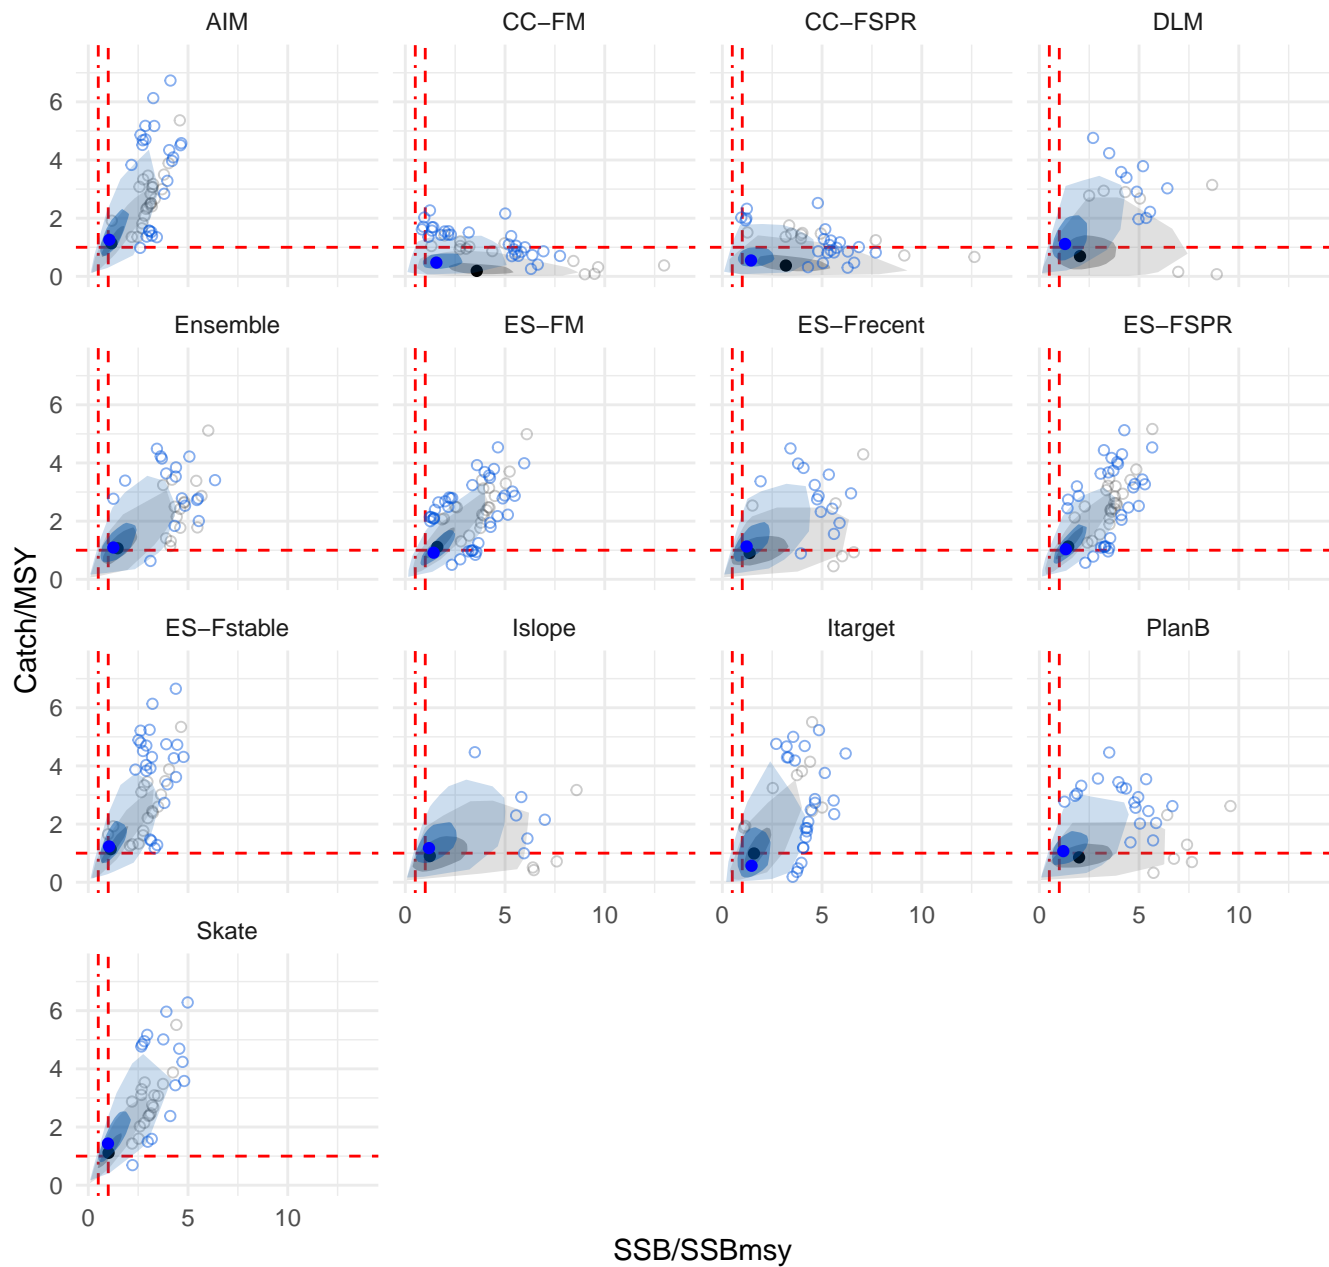 AIM CC−FM CC−FSPR DLM
6
4
2
0
Ensemble ES−FM ES−Frecent ES−FSPR
6
4
2
0
ES−Fstable Islope Itarget PlanB
6
4
2
0
0 5 10 0 5 10 0 5 10
Skate
6
4
2
0
0 5 10
Catch/MSY
SSB/SSBmsy